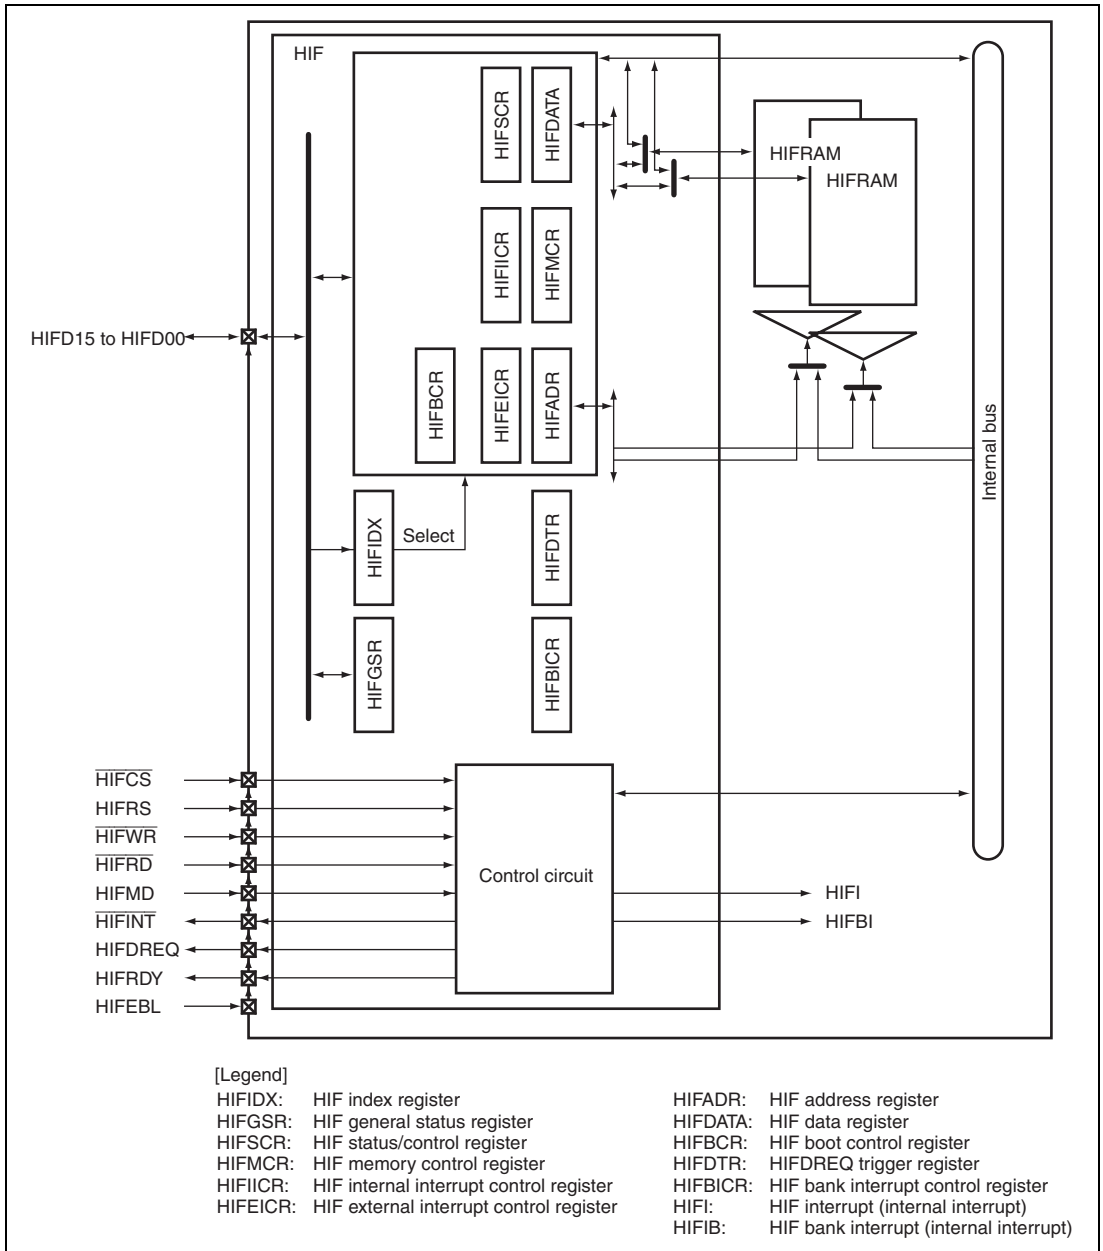 HIF
HIFSCR
HIFDATA
HIFRAM
HIFRAM
HIFIICR
HIFMCR
HIFD15 to HIFD00
HIFBCR
HIFEICR
HIFADR
Internal bus
HIFIDX
Select
HIFDTR
HIFGSR
HIFBICR
HIFCS
HIFRS
HIFWR
HIFRD
HIFMD
HIFINT
HIFDREQ
HIFRDY
HIFEBL
Control circuit
HIFI
HIFBI
[Legend]
HIFIDX: HIF index register
HIFGSR: HIF general status register
HIFSCR: HIF status/control register
HIFMCR: HIF memory control register
HIFIICR: HIF internal interrupt control register
HIFEICR: HIF external interrupt control register
HIFADR: HIF address register
HIFDATA: HIF data register
HIFBCR: HIF boot control register
HIFDTR: HIFDREQ trigger register
HIFBICR: HIF bank interrupt control register
HIFI: HIF interrupt (internal interrupt)
HIFIB: HIF bank interrupt (internal interrupt)